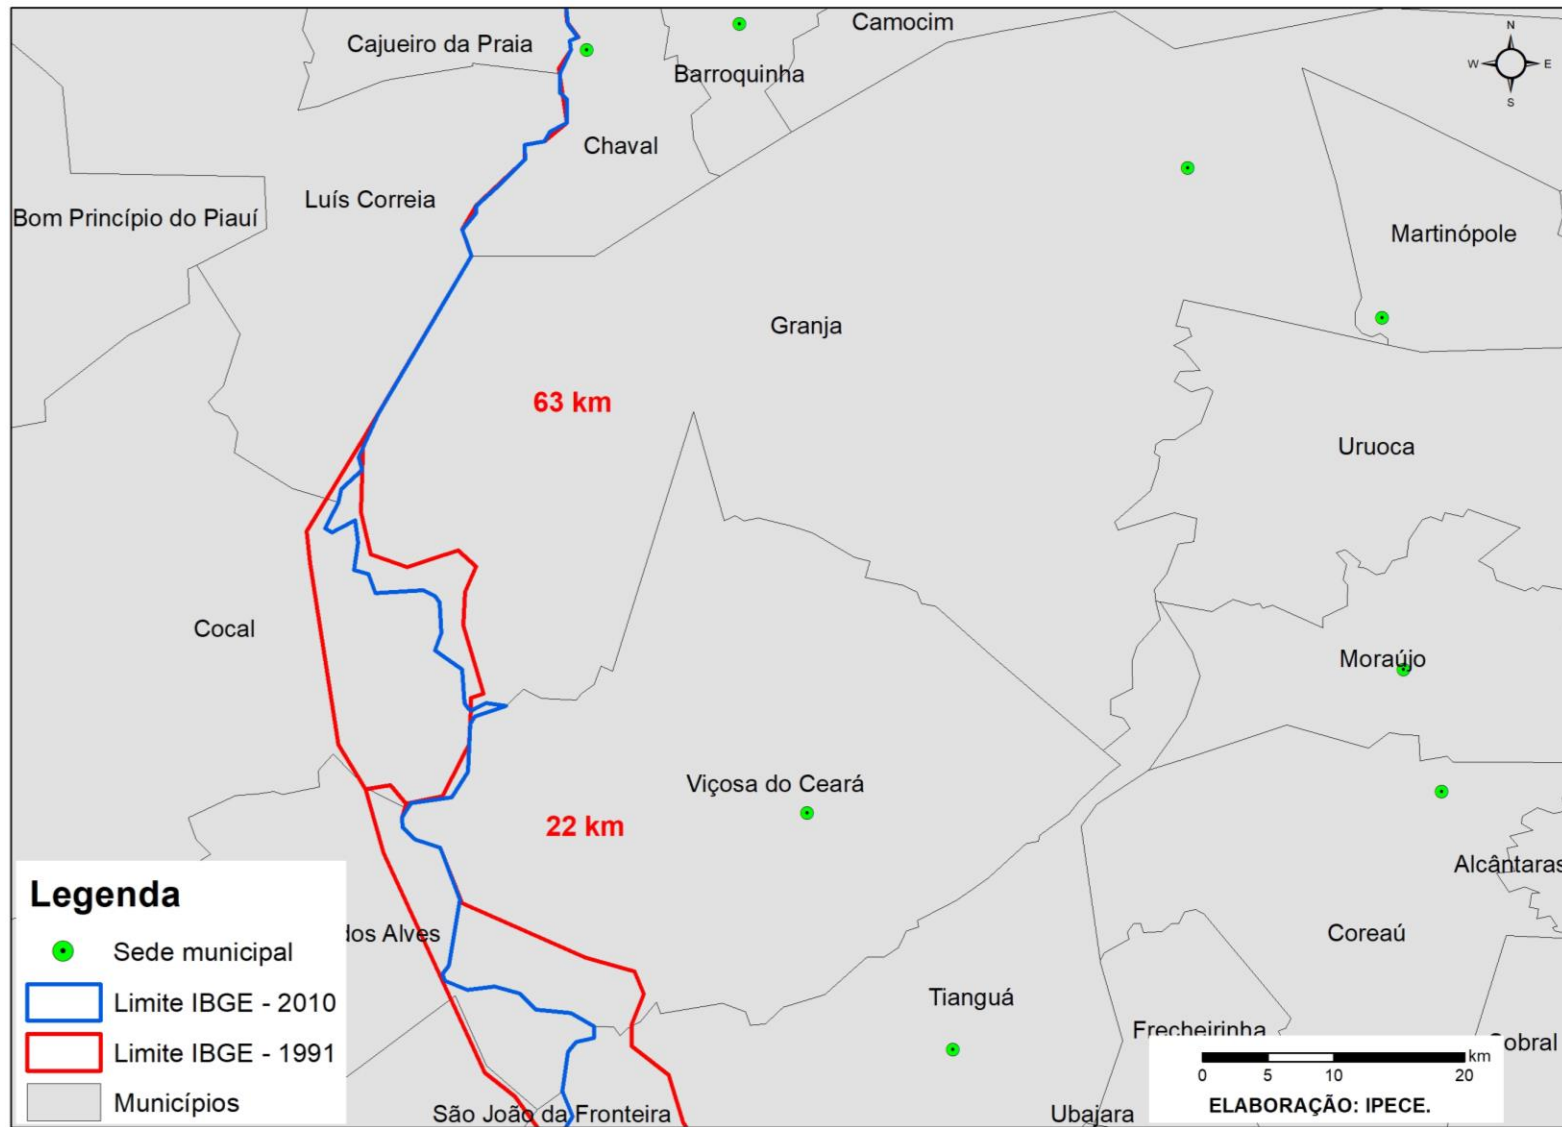 Camocim
Cajueiro da Praia
Barroquinha
N
W
E
S
Chaval
Luís Correia
Bom Princípio do Piauí
Martinópole
Granja
63 km
Uruoca
Cocal
Moraújo
Viçosa do Ceará
22 km
Alcântaras
dos Alves
Coreaú
Tianguá
Frecheirinha
Sobral
São João da Fronteira
Ubajara
Legenda
Sede municipal
Limite IBGE - 2010
Limite IBGE - 1991
Municípios
km
0 5 10 20
ELABORAÇÃO: IPECE.